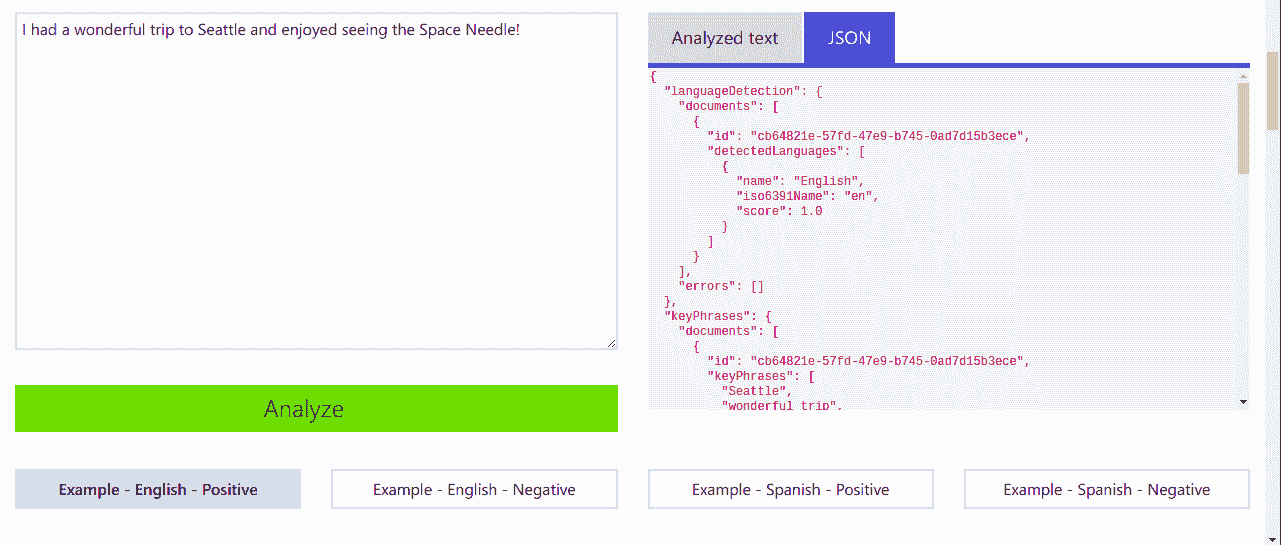 I had a wonderful trip to Seattle and enjoyed seeing the Space Needle!
Analyzed text
JSON
{
"languageDetection": {
"documents": [
{
"id": "cb64821e-57fd-47e9-b745-0ad7d15b3ece",
"detectedLanguages": [
{
"name": "English",
"iso6391Name": "en",
"score": 1.0
}
]
}
],
"errors": []
},
"keyPhrases": {
"documents": [
{
"id": "cb64821e-57fd-47e9-b745-0ad7d15b3ece",
"keyPhrases": [
"Seattle",
"wonderful trip",
Analyze
Example - English - Positive
Example - English - Negative
Example - Spanish - Positive
Example - Spanish - Negative